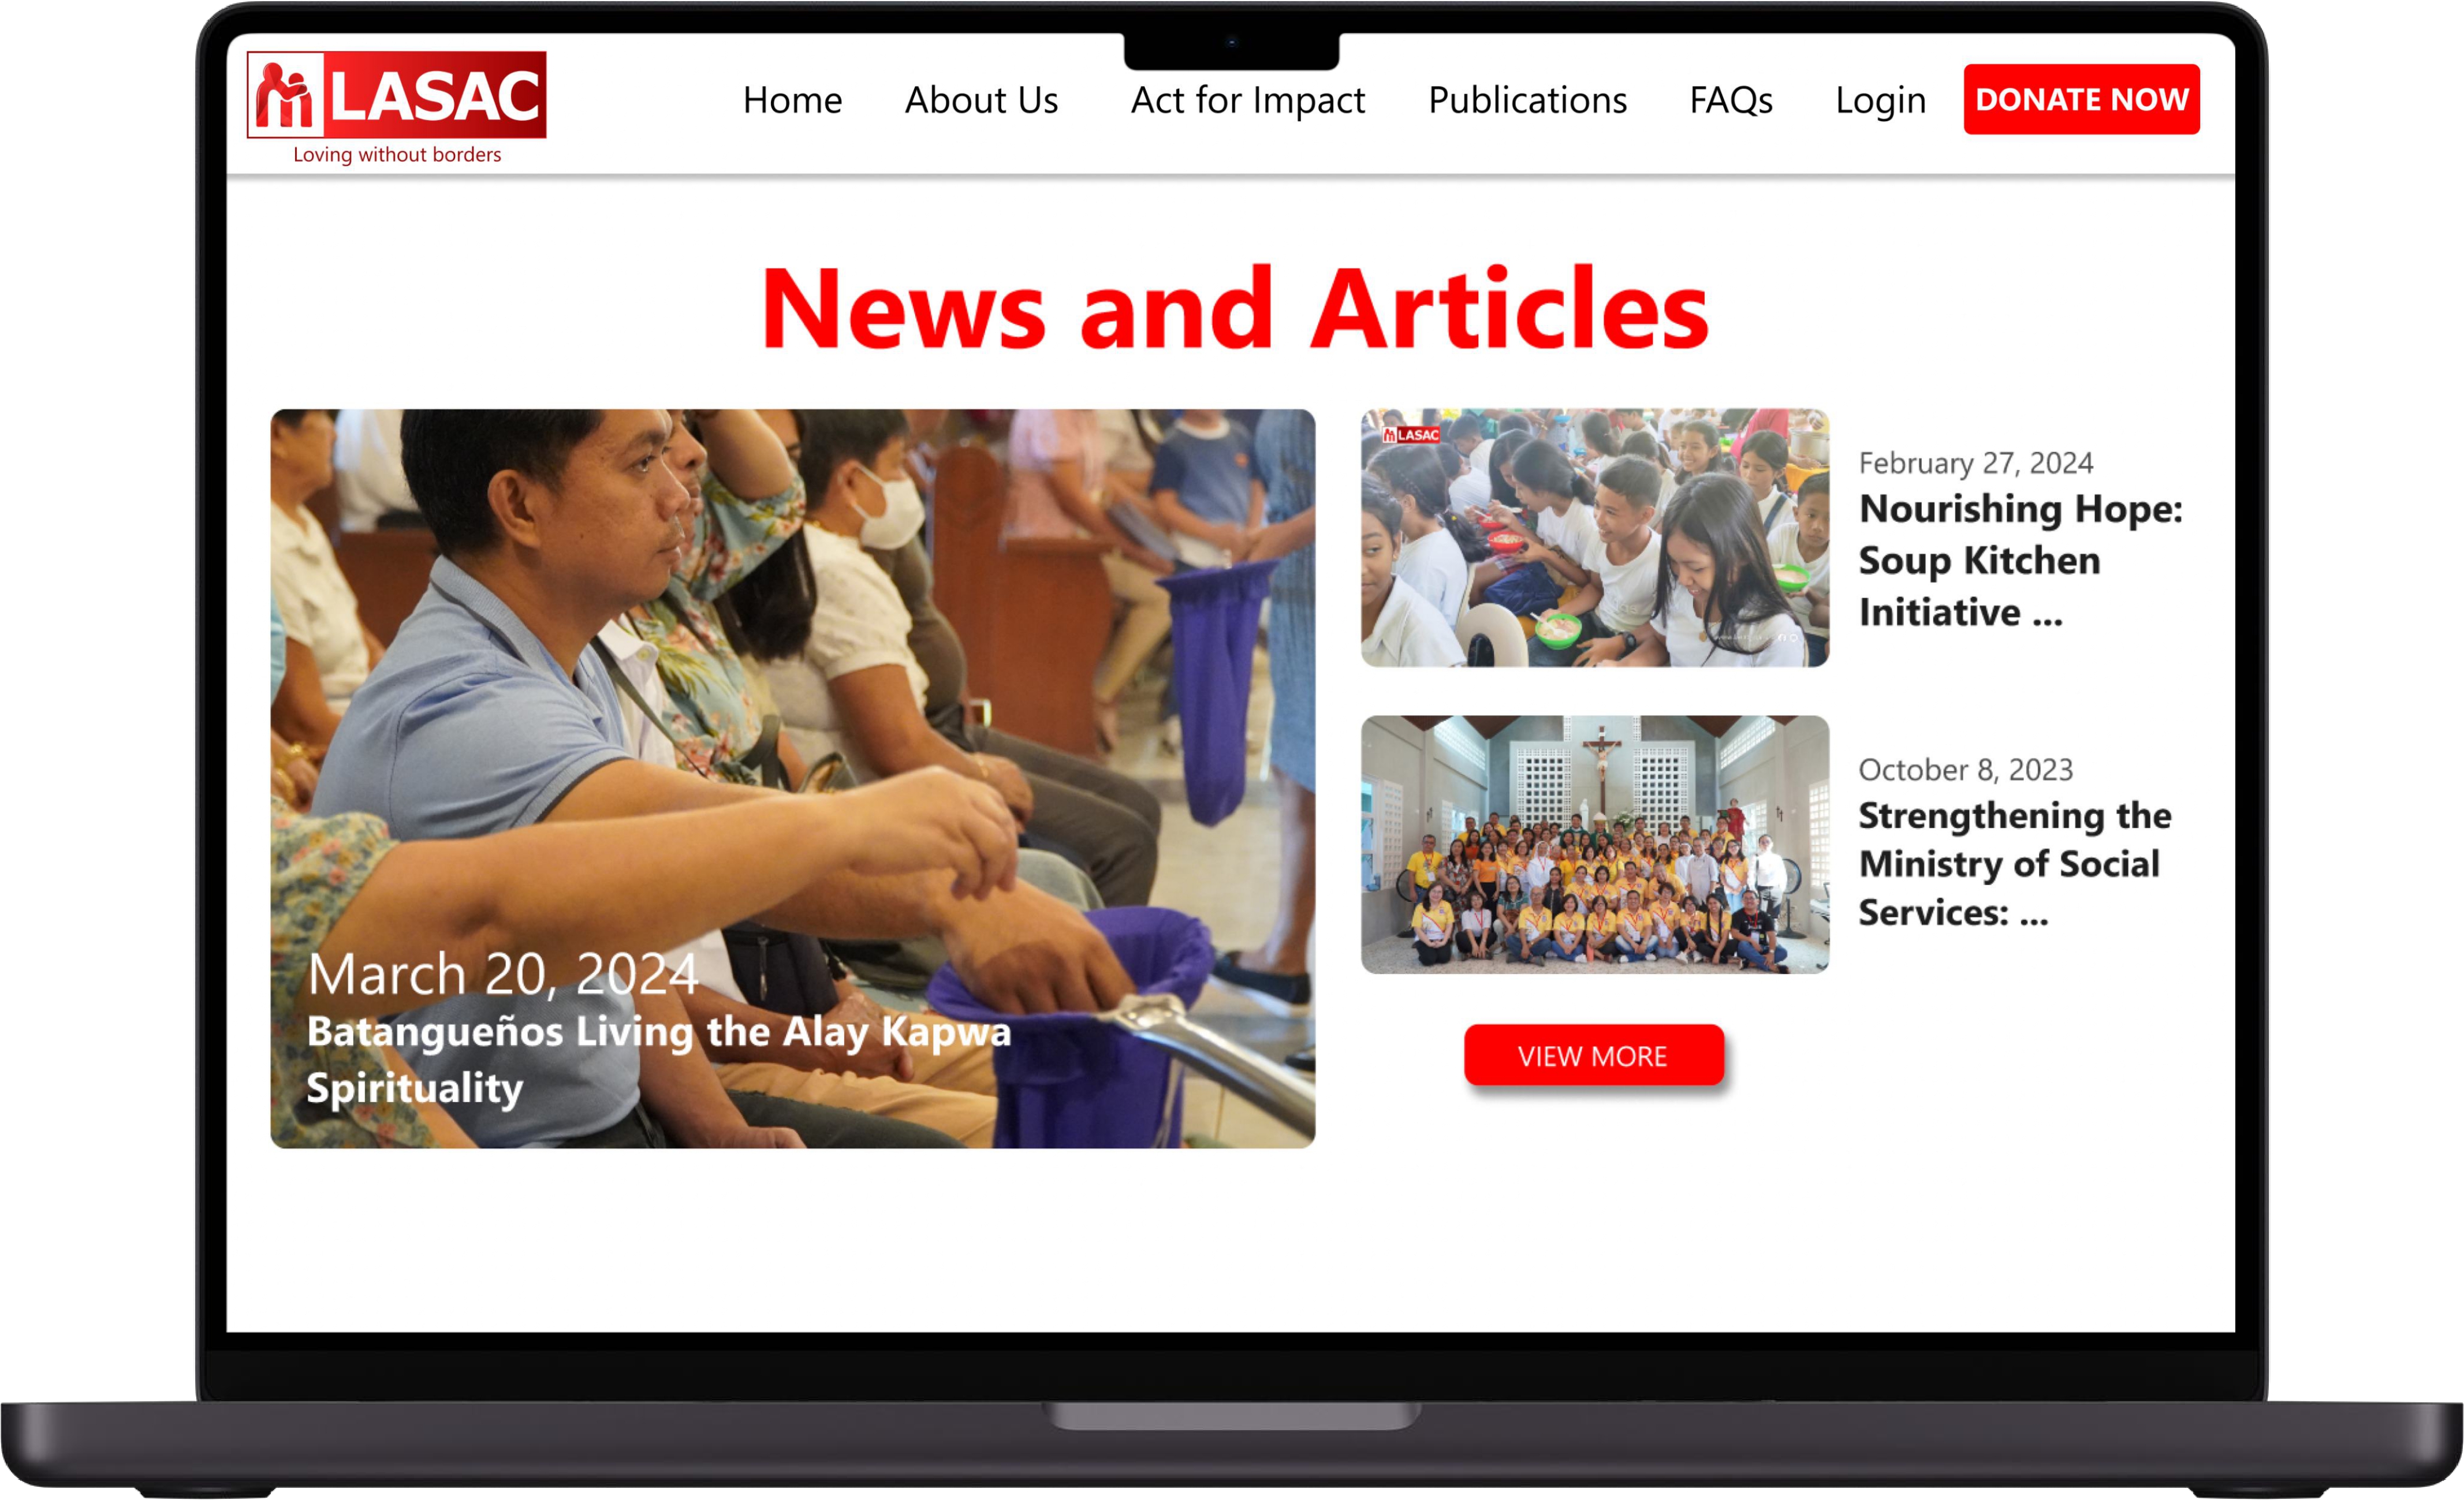 LASAC
Loving without borders
Home
About Us
Act for Impact
Publications
FAQs
Login
DONATE NOW
News and Articles
March 20, 2024
Batangueños Living the Alay Kapwa
Spirituality
LASAC
February 27, 2024
Nourishing Hope:
Soup Kitchen
Initiative ...
October 8, 2023
Strengthening the
Ministry of Social
Services: ...
VIEW MORE